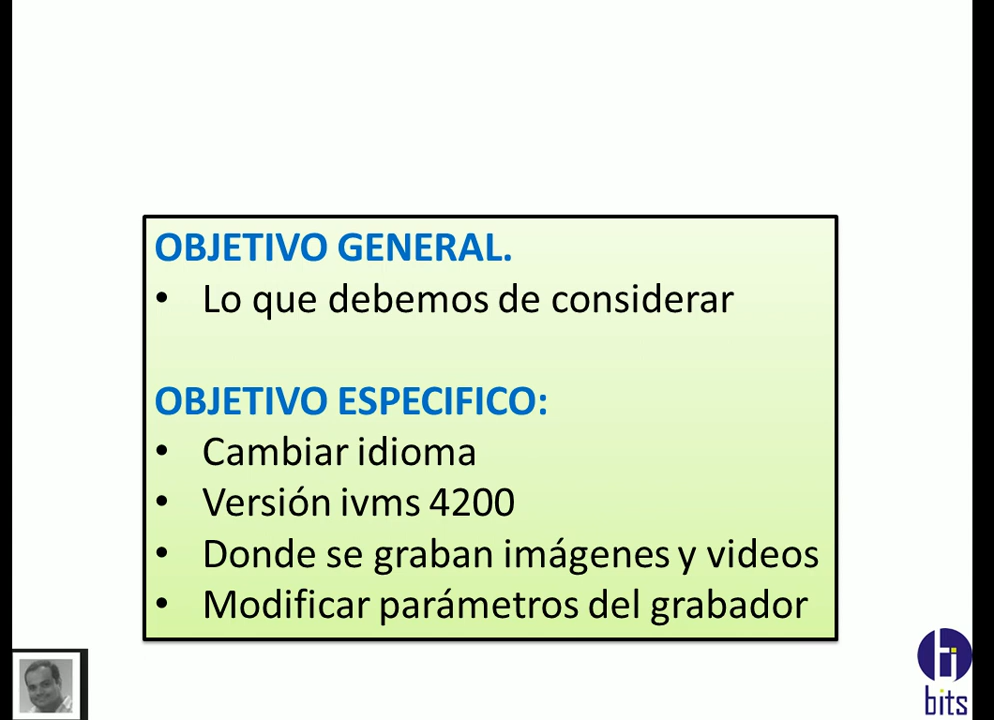 OBJETIVO GENERAL.
• Lo que debemos de considerar
OBJETIVO ESPECIFICO:
• Cambiar idioma
• Versión ivms 4200
• Donde se graban imágenes y videos
• Modificar parámetros del grabador
bits